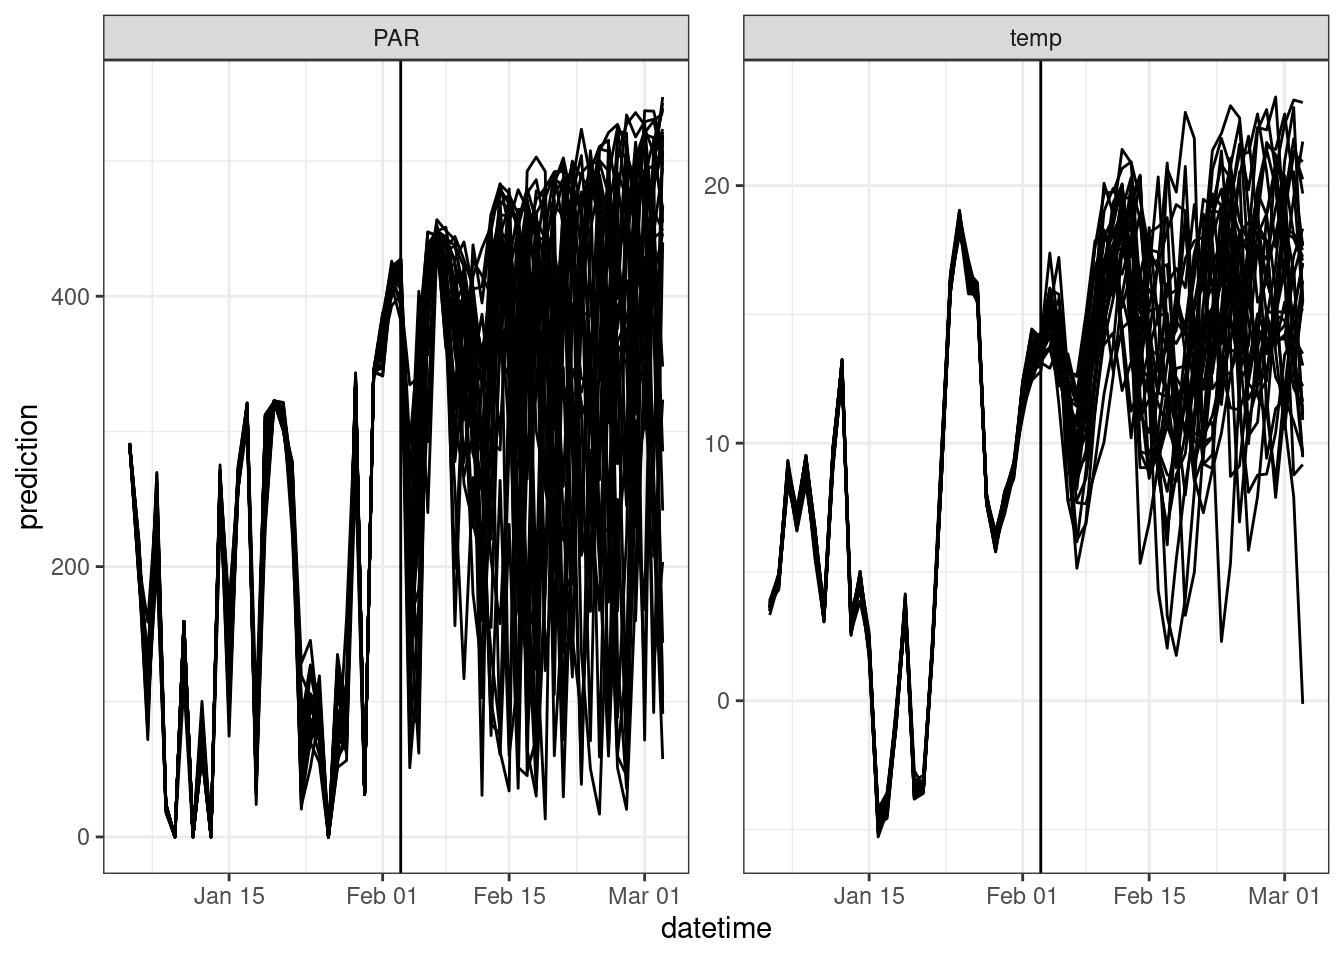 PAR
temp
prediction
400
200
0
20
10
0
Jan 15
Feb 01
Feb 15
Mar 01
Jan 15
Feb 01
Feb 15
Mar 01
datetime